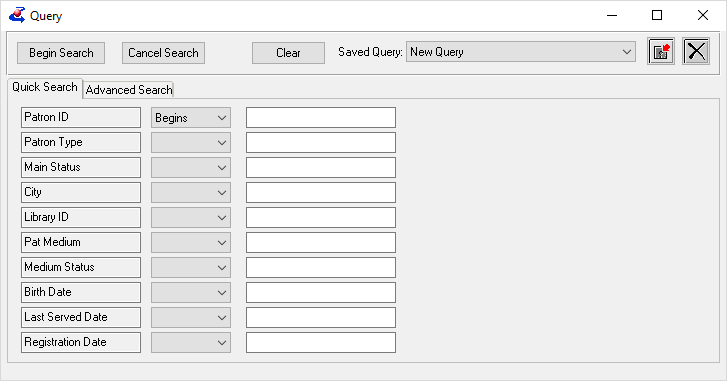 Query
Begin Search Cancel Search Clear Saved Query: New Query
Quick Search Advanced Search
Patron ID Begins
Patron Type
Main Status
City
Library ID
Pat Medium
Medium Status
Birth Date
Last Served Date
Registration Date